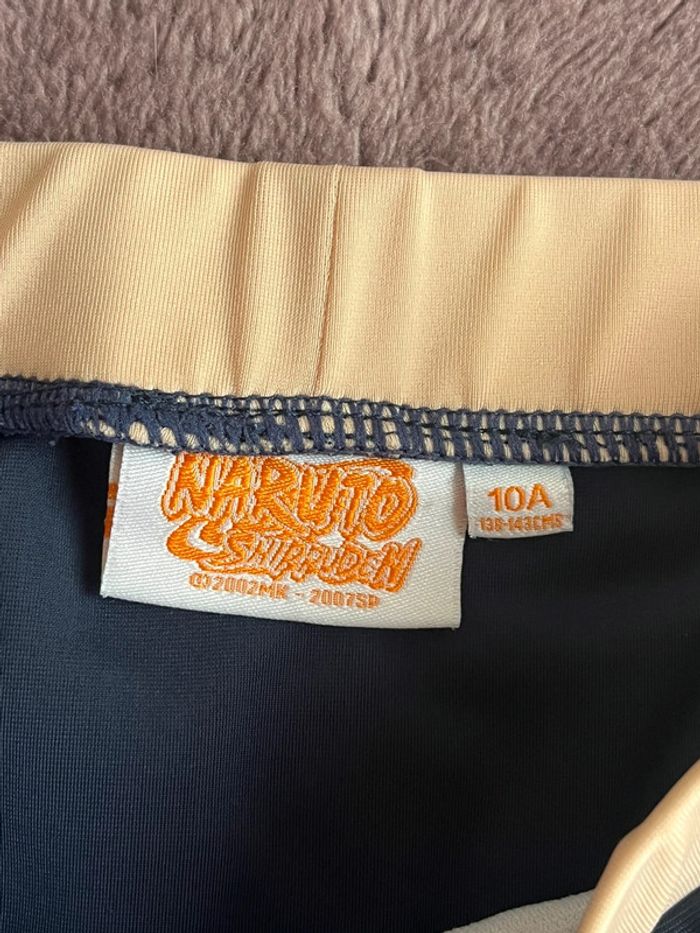 NARUTO
SHIPPUDEN
©2002MK - 2007SP
10A
138-143CMS